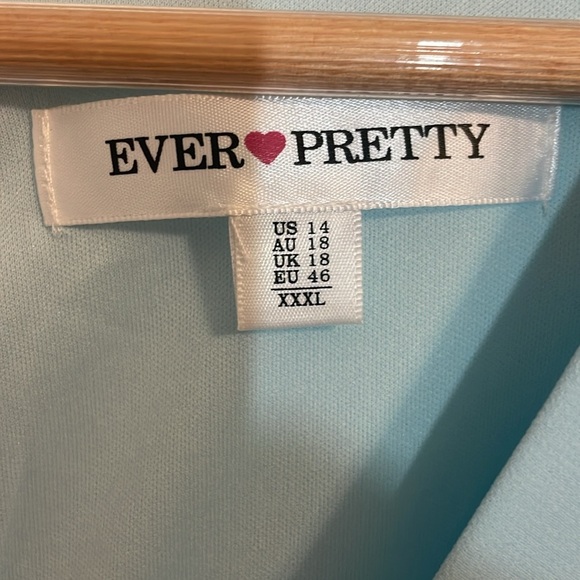 EVER♥PRETTY
US 14
AU 18
UK 18
EU 46
XXXL